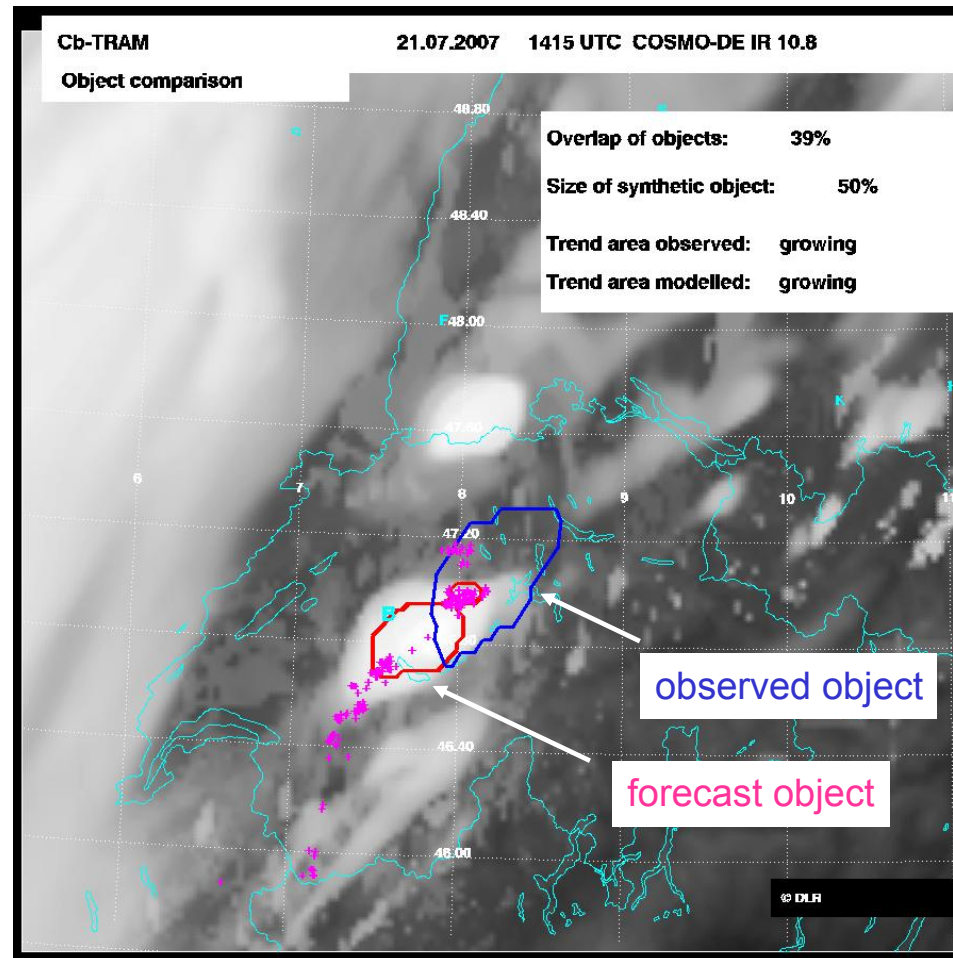 Cb-TRAM 21.07.2007 1415 UTC COSMO-DE IR 10.8
Object comparison
48.80
Overlap of objects: 39%
Size of synthetic object: 50%
48.40
Trend area observed: growing
Trend area modelled: growing
F 48.00
K
47.60
6 7 8 9 10 11
47.20
B
observed object
46.40
forecast object
46.00
© DLR